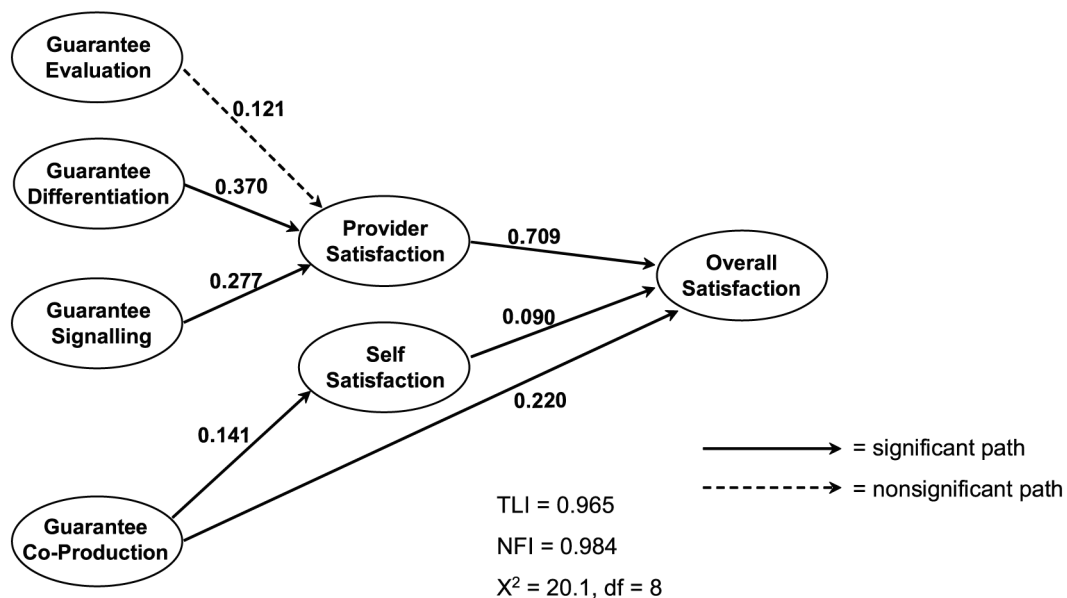 Guarantee
Evaluation
0.121
Guarantee
Differentiation
0.370
Provider
Satisfaction
0.709
Overall
Satisfaction
0.277
Guarantee
Signalling
0.090
Self
Satisfaction
0.220
0.141
= significant path
= nonsignificant path
Guarantee
Co-Production
TLI = 0.965
NFI = 0.984
X² = 20.1, df = 8